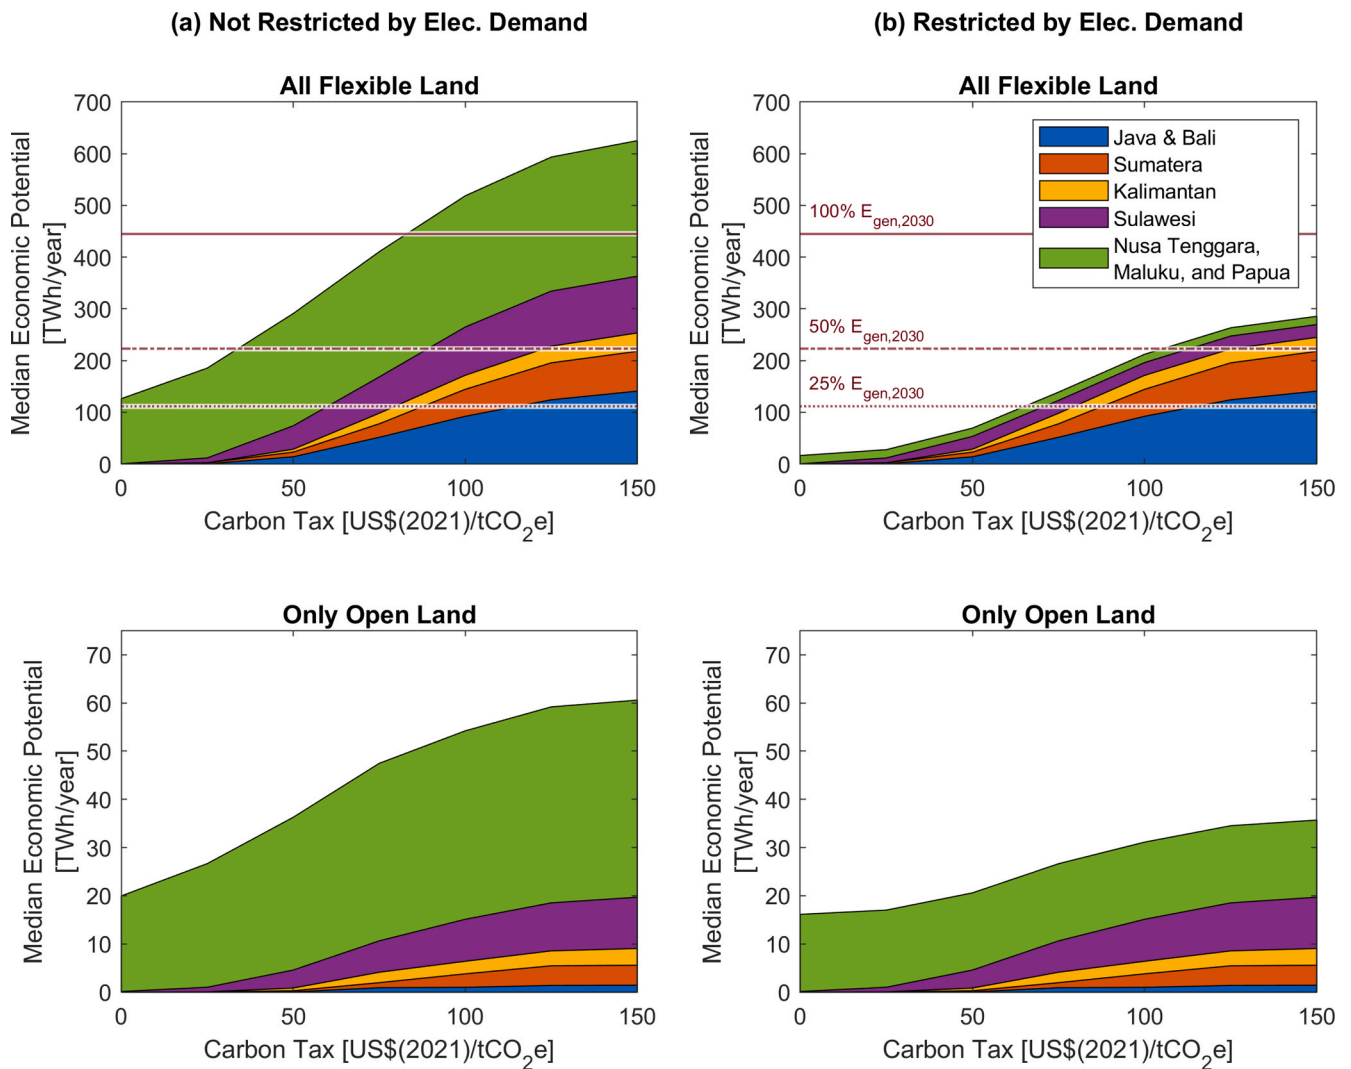 (a) Not Restricted by Elec. Demand
(b) Restricted by Elec. Demand
All Flexible Land
Median Economic Potential
[TWh/year]
700
600
500
400
300
200
100
0
0
50
100
150
Carbon Tax [US$(2021)/tCO2e]
All Flexible Land
Median Economic Potential
[TWh/year]
700
600
500
400
300
200
100
0
100% Egen,2030
50% Egen,2030
25% Egen,2030
Java & Bali
Sumatera
Kalimantan
Sulawesi
Nusa Tenggara,
Maluku, and Papua
0
50
100
150
Carbon Tax [US$(2021)/tCO2e]
Only Open Land
Median Economic Potential
[TWh/year]
70
60
50
40
30
20
10
0
0
50
100
150
Carbon Tax [US$(2021)/tCO2e]
Only Open Land
Median Economic Potential
[TWh/year]
70
60
50
40
30
20
10
0
0
50
100
150
Carbon Tax [US$(2021)/tCO2e]